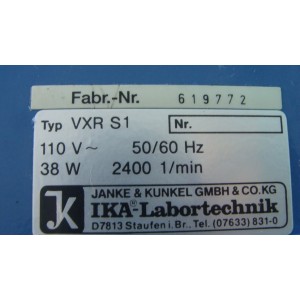 Fabr.-Nr. 619772
Typ VXR S1 Nr.
110 V~ 50/60 Hz
38 W 2400 1/min
JK JANKE & KUNKEL GMBH & CO.KG
IKA®-Labortechnik
D7813 Staufen i.Br., Tel. (07633) 831-0